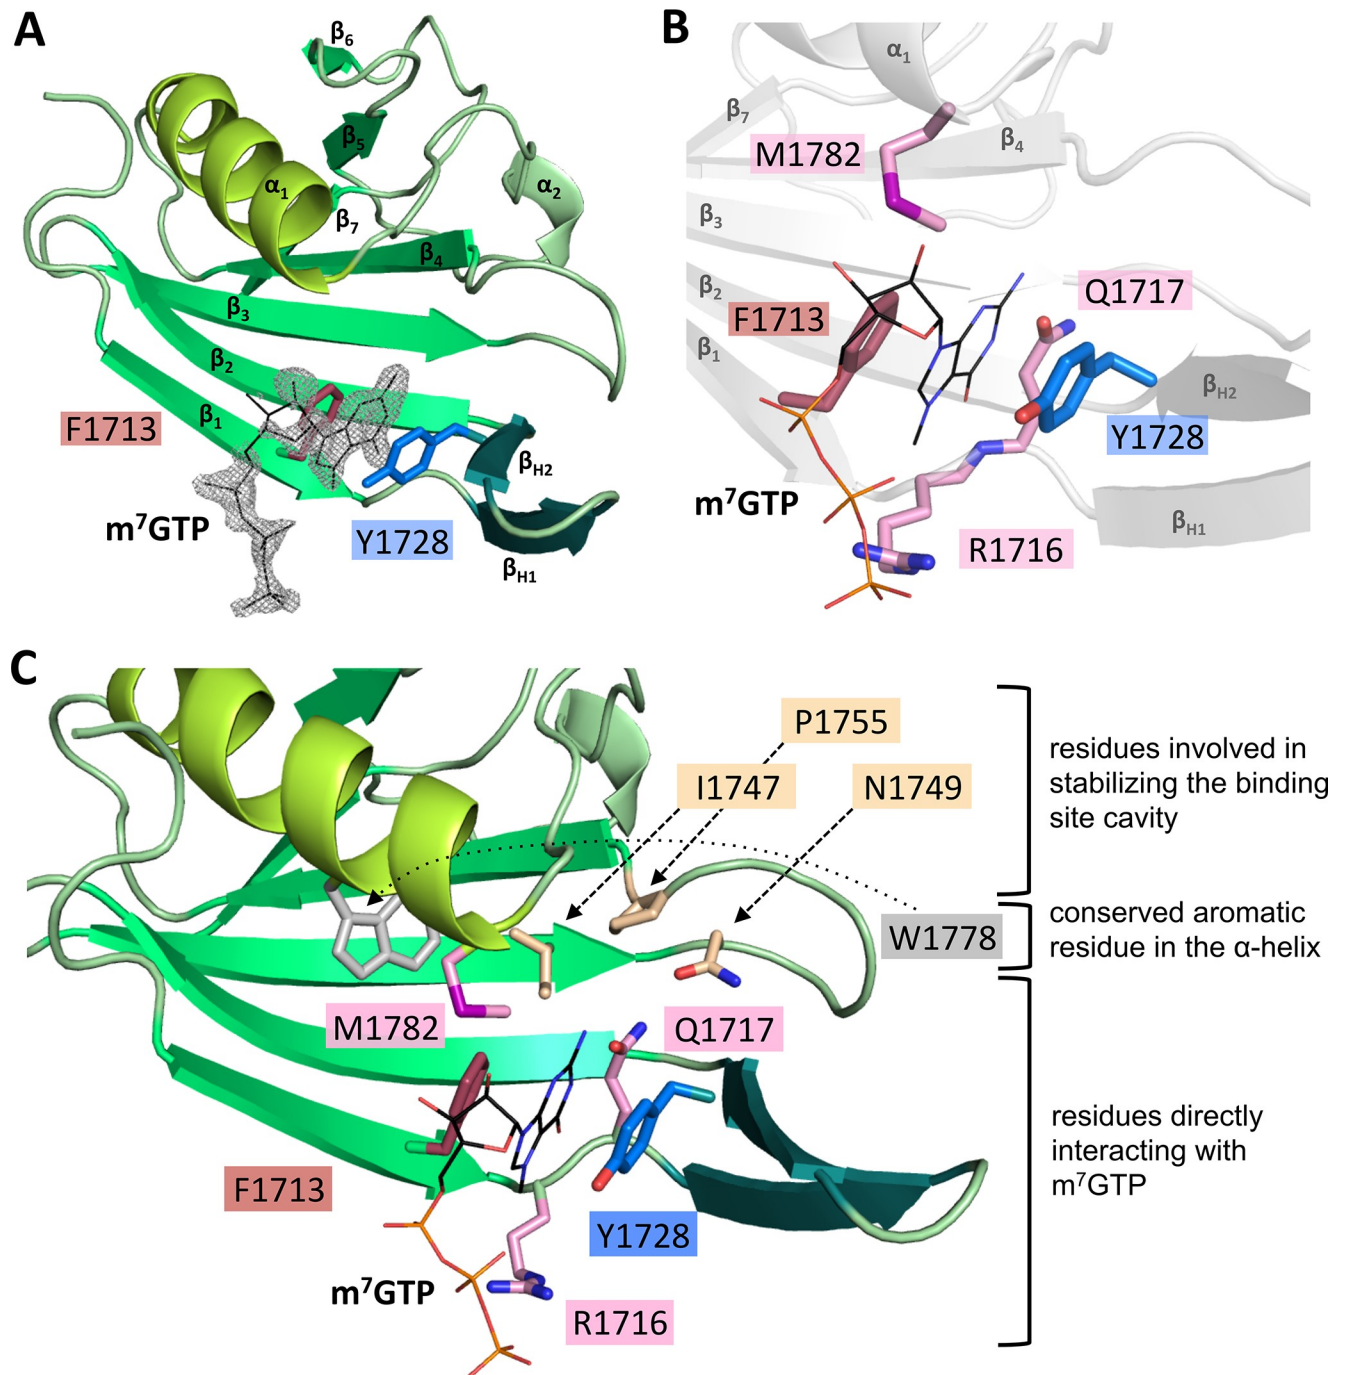 A
β6
β5
α1
α2
β7
β4
β3
β2
β1
F1713
βH2
m⁷GTP
Y1728
βH1
B
α1
β7
M1782
β4
β3
Q1717
β2
F1713
β1
βH2
Y1728
m⁷GTP
βH1
R1716
C
P1755
I1747
N1749
residues involved in
stabilizing the binding
site cavity
W1778
conserved aromatic
residue in the α-helix
M1782
Q1717
F1713
Y1728
m⁷GTP
R1716
residues directly
interacting with
m⁷GTP